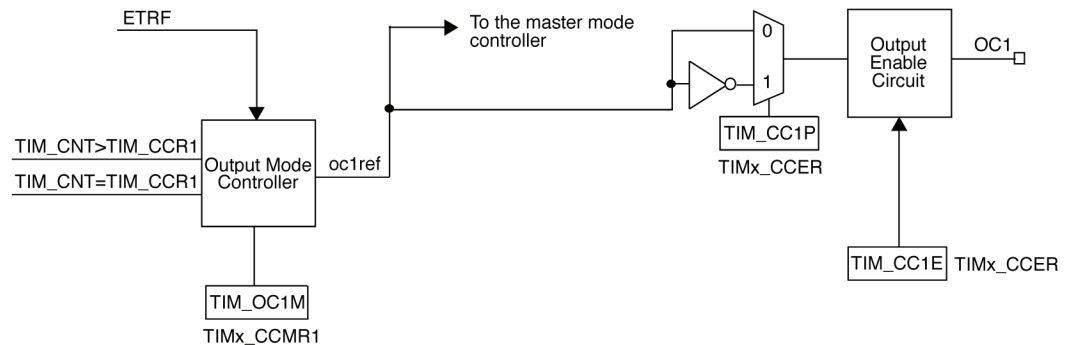 ETRF
To the master mode
controller
0
1
Output
Enable
Circuit
OC1
TIM_CNT>TIM_CCR1
TIM_CNT=TIM_CCR1
Output Mode
Controller
oc1ref
TIM_CC1P
TIMx_CCER
TIM_CC1E
TIMx_CCER
TIM_OC1M
TIMx_CCMR1